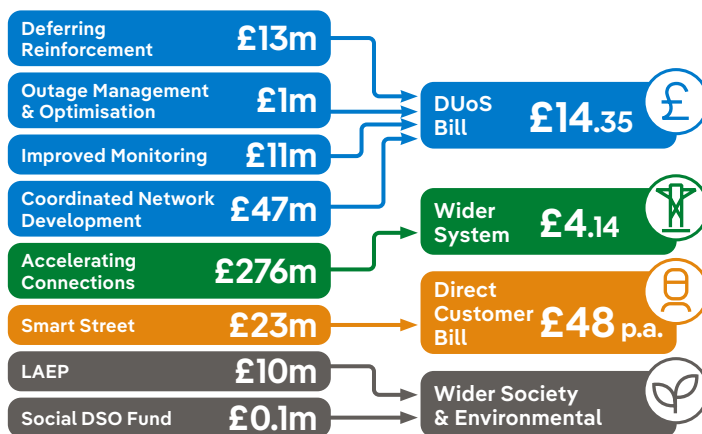 Deferring
Reinforcement
£13m
Outage Management
& Optimisation
£1m
Improved Monitoring
£11m
Coordinated Network
Development
£47m
Accelerating
Connections
£276m
Smart Street
£23m
LAEP
£10m
Social DSO Fund
£0.1m
DUoS
Bill
£14.35
£
Wider
System
£4.14
Direct
Customer
Bill
£48 p.a.
Wider Society
& Environmental